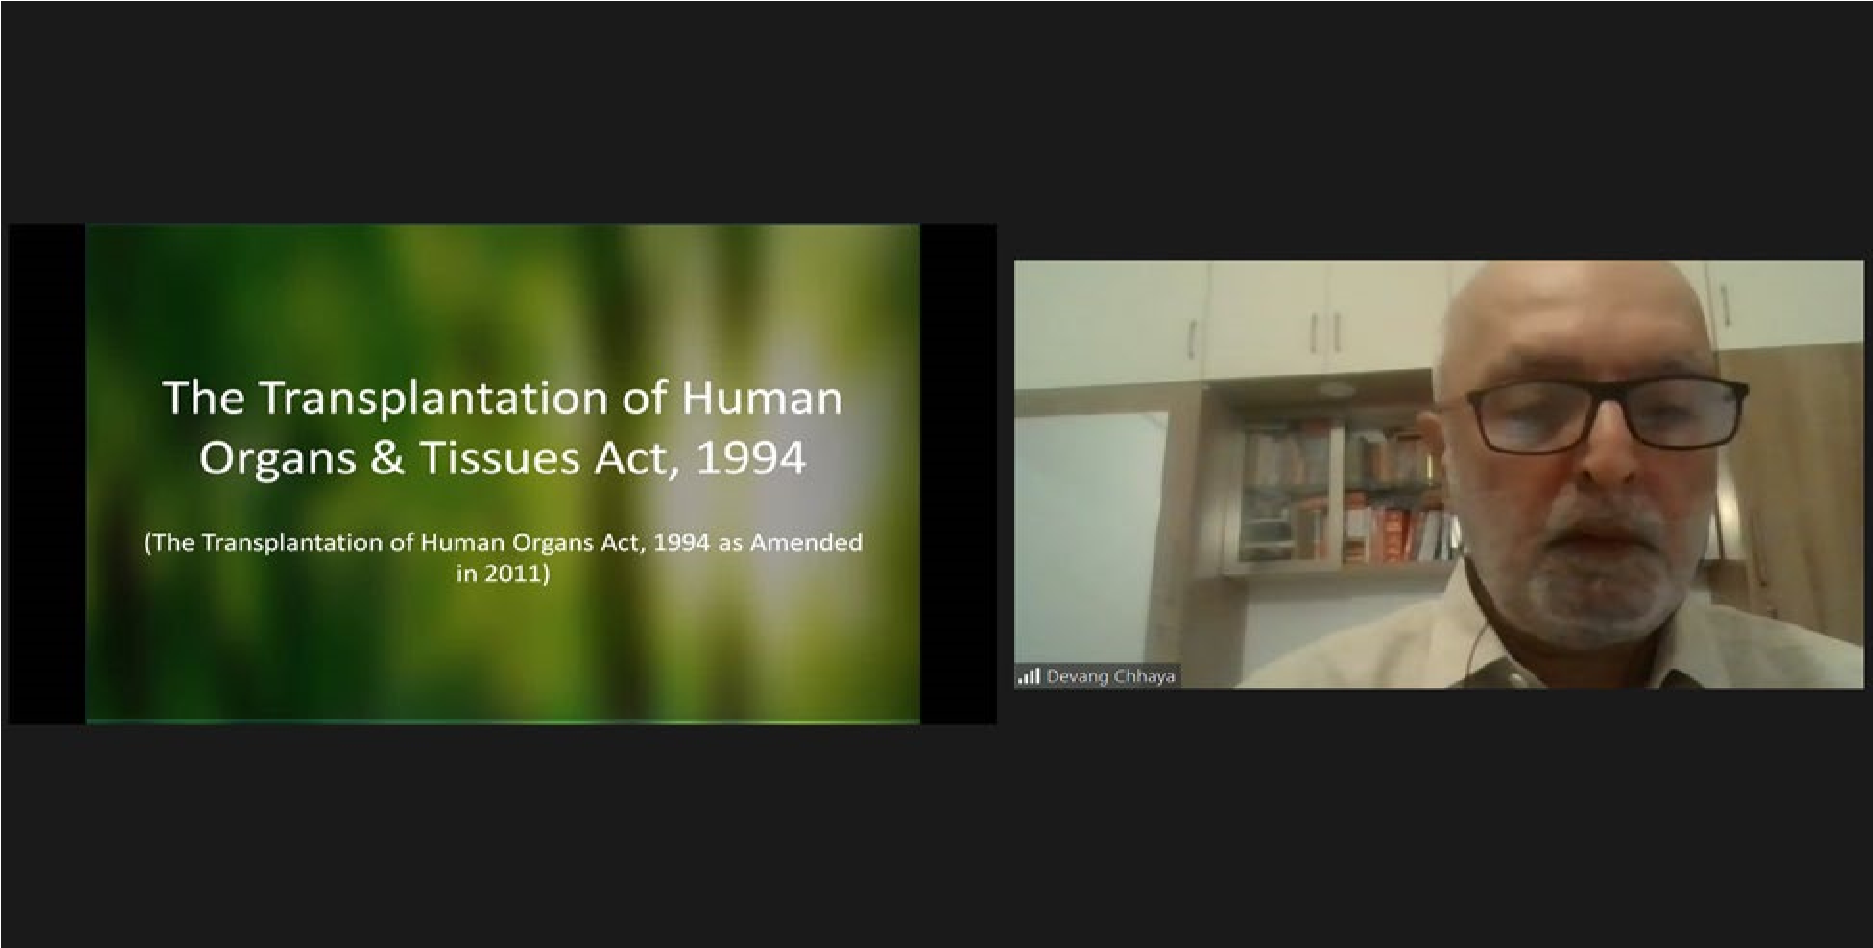 The Transplantation of Human
Organs & Tissues Act, 1994
(The Transplantation of Human Organs Act, 1994 as Amended
in 2011)
Devang Chhaya